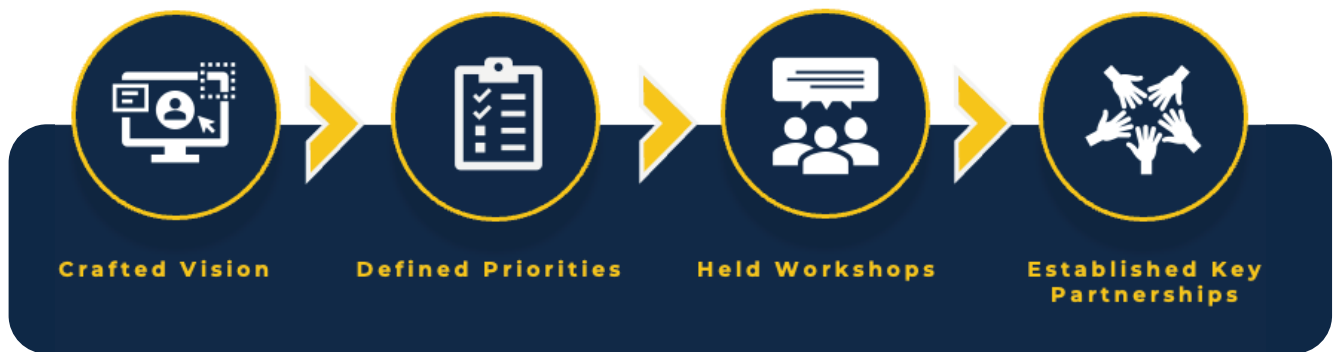 Crafted Vision
Defined Priorities
Held Workshops
Established Key
Partnerships